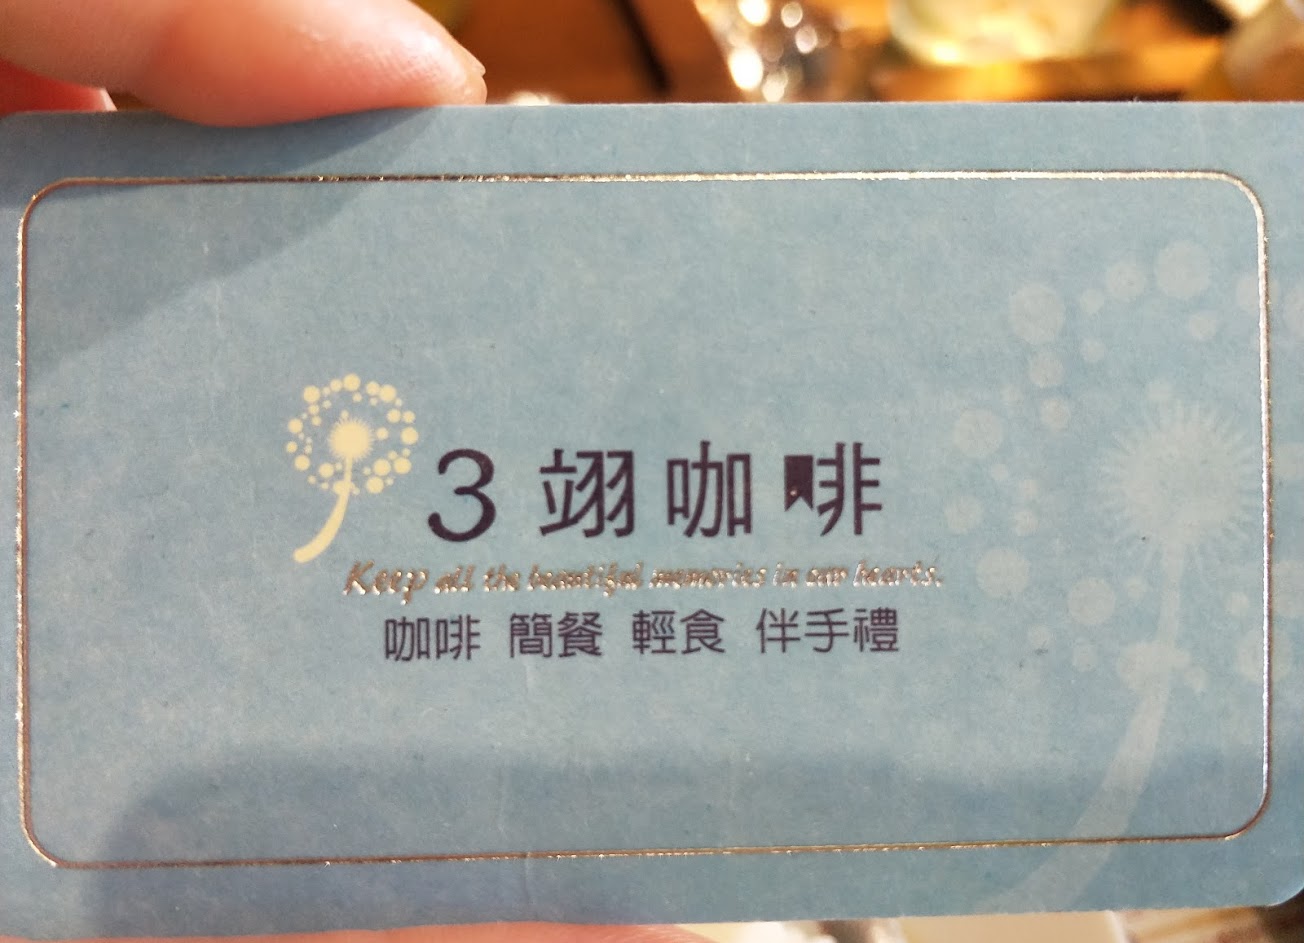 3 翊咖啡
Keep all the beautiful memories in our hearts.
咖啡 簡餐 輕食 伴手禮